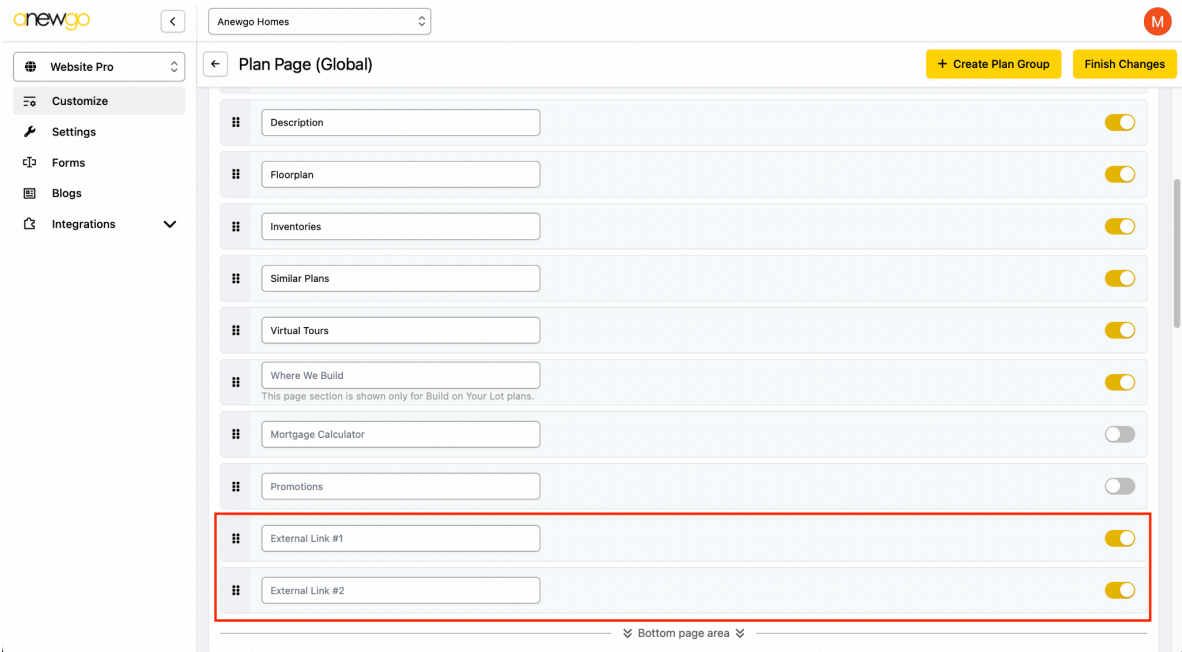 anewgo
Anewgo Homes
M
Website Pro
Plan Page (Global)
+ Create Plan Group
Finish Changes
Customize
Settings
Forms
Blogs
Integrations
Description
Floorplan
Inventories
Similar Plans
Virtual Tours
Where We Build
This page section is shown only for Build on Your Lot plans.
Mortgage Calculator
Promotions
External Link #1
External Link #2
Bottom page area